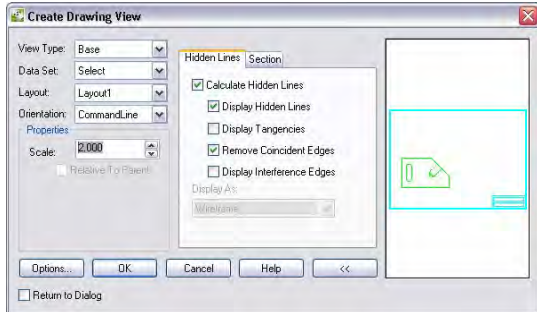 Create Drawing View
View Type: Base
Data Set: Select
Layout: Layout1
Orientation: CommandLine
Properties
Scale: 2.000
Relative To Parent
Hidden Lines Section
Calculate Hidden Lines
Display Hidden Lines
Display Tangencies
Remove Coincident Edges
Display Interference Edges
Display As:
Wireframe
Options... OK Cancel Help <<
Return to Dialog